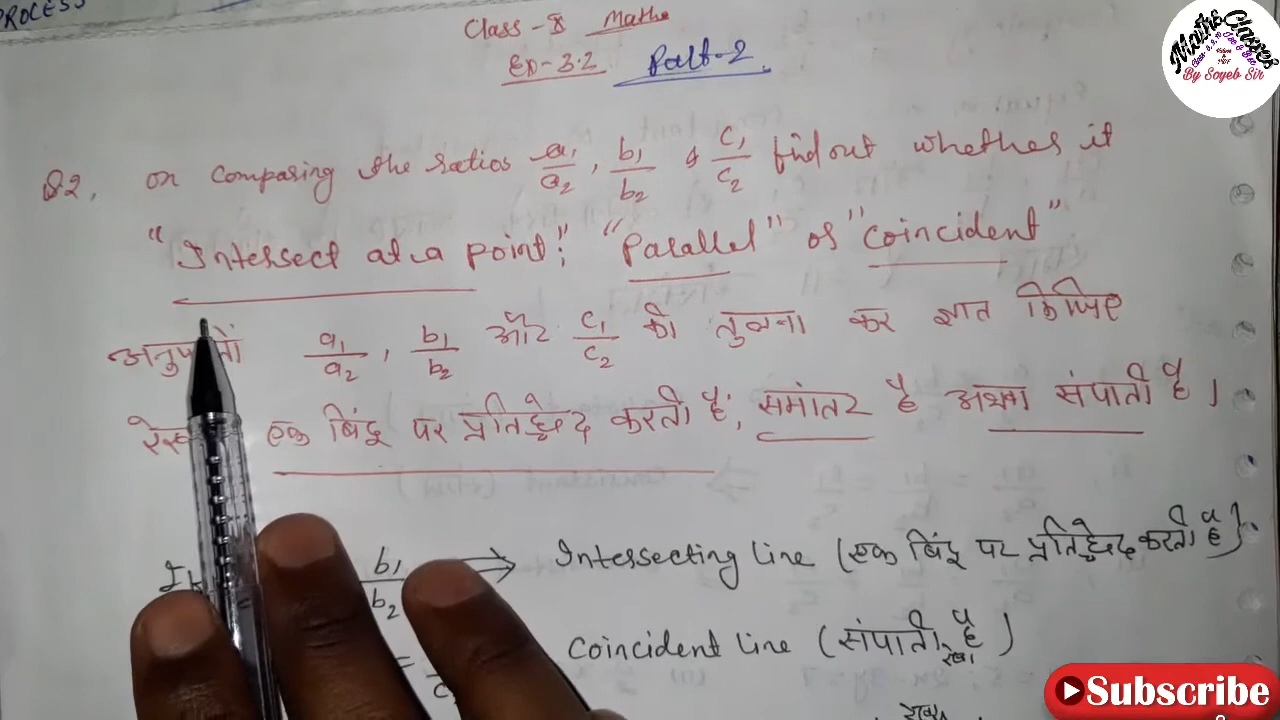 PROCESS
Class - X Maths
Ex-3.2 Part-2
Maths Classes
By Soyeb Sir
Q2, on comparing the ratios a1/a2, b1/b2 & c1/c2 find out whether it
"Intersect at a point", "Parallel" or "Coincident"
अनुपातों a1/a2, b1/b2 और c1/c2 की तुलना कर ज्ञात कीजिए
एक बिंदु पर प्रतिछेद करती हैं, समांतर है अथवा संपाती है।
b1/b2 → Intersecting line (एक बिंदु पर प्रतिछेद करती है).
= Coincident line (संपाती रेखा है)
रेखा
Subscribe